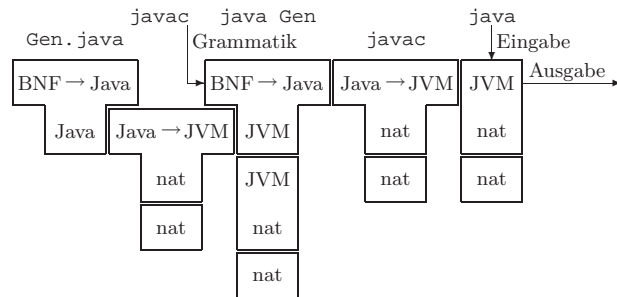 javac java Gen java
Gen.java Grammatik javac Eingabe
BNF → Java BNF → Java Java → JVM JVM Ausgabe
Java Java → JVM JVM nat nat
nat JVM nat nat
nat nat
nat